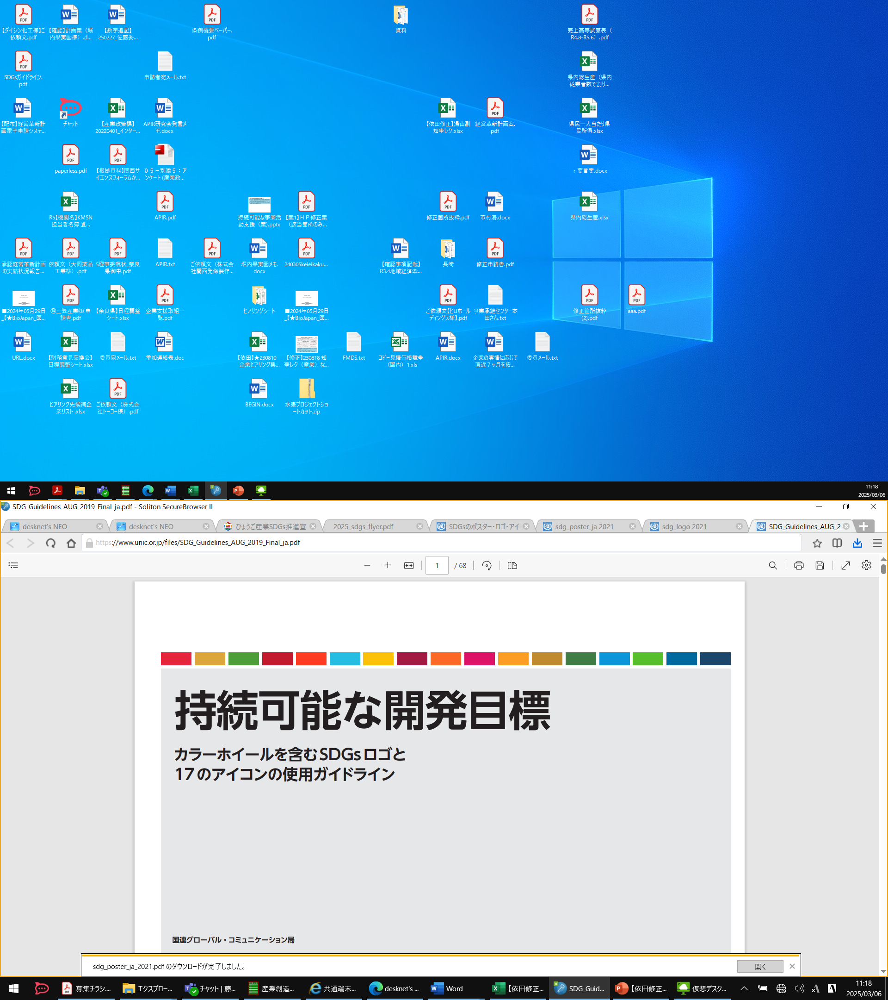 【ダイシン化工様】ご
依頼文.pdf
【確認】計画案（堀
内果実園様）.d...
【数字追記】
250227_佐藤委...
条例概要ペーパー.
pdf
資料
売上高等試算表（
R4.8-R5.6）.pdf
SDGsガイドライン.
pdf
申請者宛メール.txt
県内総生産（県内
従業者数で割り...
【配布】経営革新計
画電子申請システ...
チャット
【産業政策課】
20220401_インター...
APIR研究会発言メ
モ.docx
【依田修正】湯山副
知事レク.xlsx
経営革新計画案.
pdf
県民一人当たり県
民所得.xlsx
paperless.pdf
【根拠資料】関西サ
イエンスフォーラムか...
０５－別添５：ア
ンケート(産業政...
r 要旨案.docx
R5【機関名】KMSN
担当者名簿 登...
APIR.pdf
持続可能な事業活
動支援（案).pptx
【案1】ＨＰ修正案
（該当箇所のみ...
修正箇所抜粋.pdf
市村清.docx
県内総生産.xlsx
承認経営革新計画
の実績状況報告...
依頼文（大同薬品
工業様）.pdf
5理事委嘱状_奈良
県御中.pdf
APIR.txt
ご依頼文（株式会
社関西発條製作...
堀内果実園メモ.
docx
240305keieikaku...
【確認事項記載】
R3.4地域経済率...
長崎
修正申請書.pdf
■2024年05月29日
_【★BioJapan_医...
⑭三笠産業㈱ 申
請書.pdf
【奈良県】日程調整
シート.xlsx
企業支援取組一
覧.pdf
ヒアリングシート
■2024年05月29日
_【★BioJapan_医...
ご依頼文【ヒロホール
ディングス様】.pdf
事業承継センター本
田さん.txt
修正箇所抜粋
(2).pdf
aaa.pdf
URL.docx
【財務意見交換会】
日程調整シート.xlsx
委員宛メール.txt
参加連絡表.doc
【依田】★230810
企業ヒアリング集...
【修正】230818 知
事レク（産業）な...
FMDS.txt
コピー見積価格競争
（国内）1.xls
APIR.docx
企業の実情に応じて
直近７ヶ月を按...
委員メール.txt
ヒアリング先候補企
業リスト .xlsx
ご依頼文（株式会
社トーコー様）.pdf
BEGIN.docx
水素プロジェクトショ
ートカット.zip
11:18
2025/03/06
SDG_Guidelines_AUG_2019_Final_ja.pdf - Soliton SecureBrowser II
desknet's NEO
desknet's NEO
ひょうご産業SDGs推進宣
2025_sdgs_flyer.pdf
SDGsのポスター・ロゴ・アイ
sdg_poster_ja 2021
sdg_logo 2021
SDG_Guidelines_AUG_2
https://www.unic.or.jp/files/SDG_Guidelines_AUG_2019_Final_ja.pdf
1 / 68
持続可能な開発目標
カラーホイールを含むSDGsロゴと
17のアイコンの使用ガイドライン
国連グローバル・コミュニケーション局
sdg_poster_ja_2021.pdf のダウンロードが完了しました。
開く
募集チラシ....
エクスプロー...
チャット | 藤...
産業創造...
共通端末...
desknet's ...
Word
【依田修正...
SDG_Guid...
【依田修正...
仮想デスク...
11:18
2025/03/06